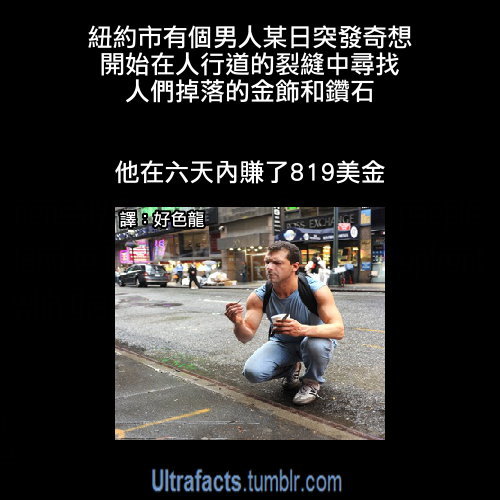 紐約市有個男人某日突發奇想
開始在人行道的裂縫中尋找
人們掉落的金飾和鑽石
他在六天內賺了819美金
譯：好色龍
EXCHANGE
Ultrafacts.tumblr.com